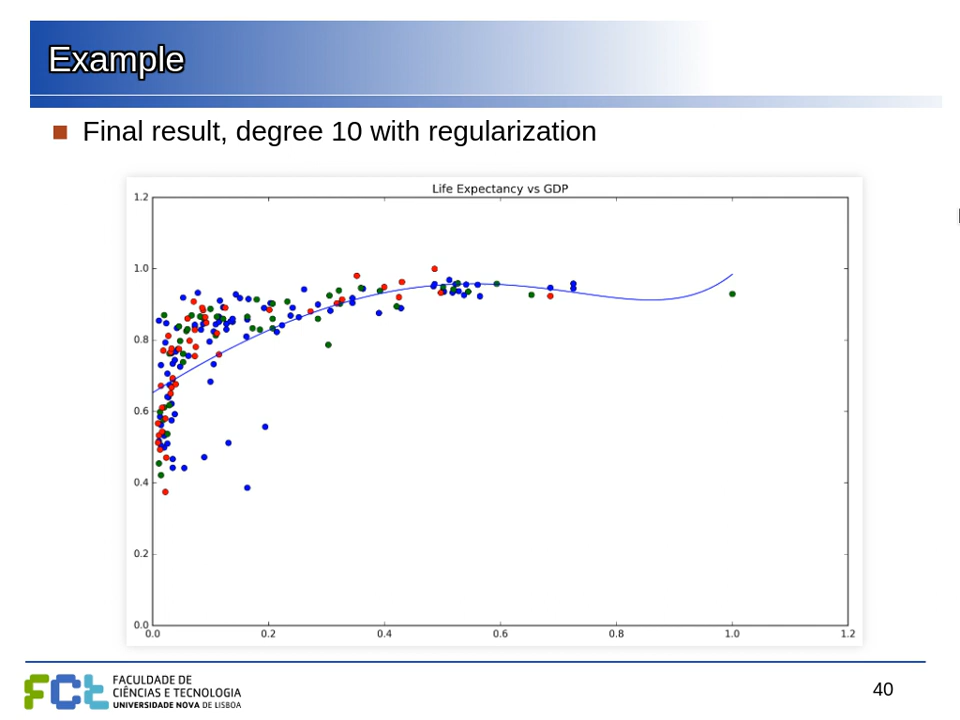 Example
Final result, degree 10 with regularization
Life Expectancy vs GDP
1.2
1.0
0.8
0.6
0.4
0.2
0.0
0.0 0.2 0.4 0.6 0.8 1.0 1.2
FCt FACULDADE DE
CIÊNCIAS E TECNOLOGIA
UNIVERSIDADE NOVA DE LISBOA
40